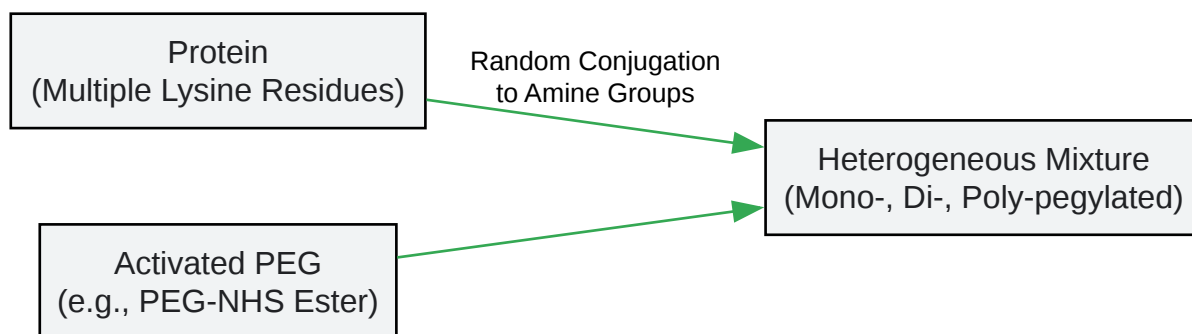 Protein
(Multiple Lysine Residues)
Random Conjugation
to Amine Groups
Heterogeneous Mixture
(Mono-, Di-, Poly-pegylated)
Activated PEG
(e.g., PEG-NHS Ester)